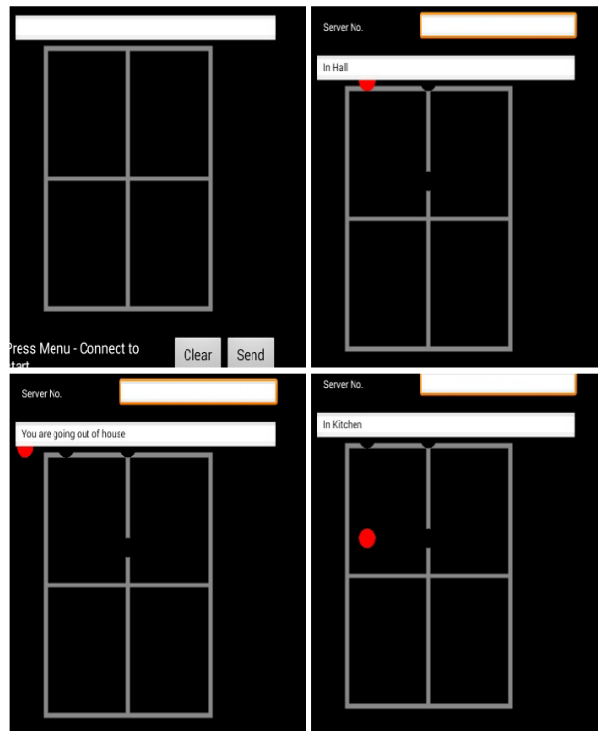 Press Menu - Connect to
Clear
Send
Server No.
In Hall
Server No.
You are going out of house
Server No.
In Kitchen